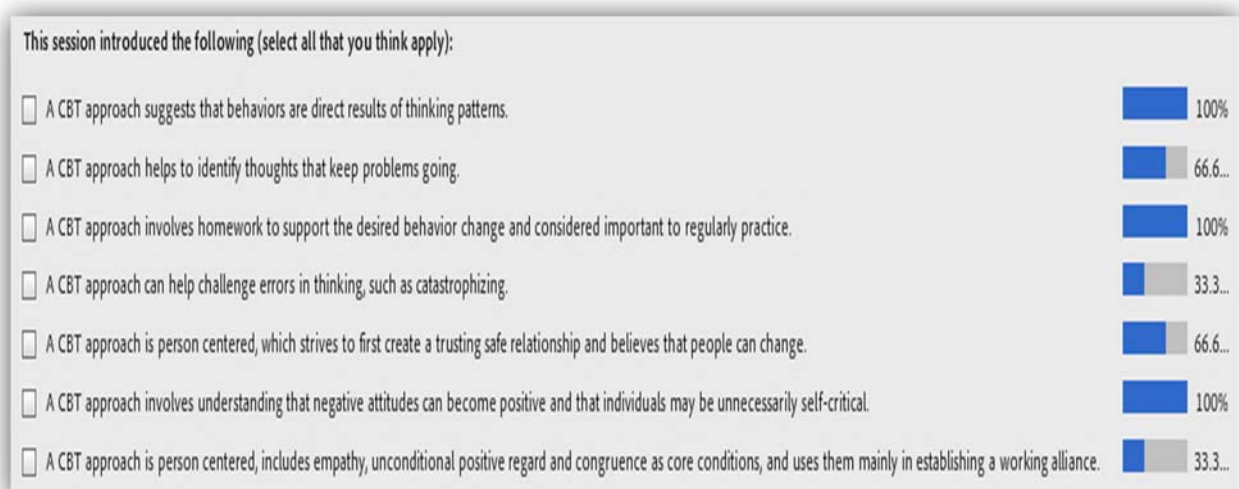 This session introduced the following (select all that you think apply):
A CBT approach suggests that behaviors are direct results of thinking patterns. 100%
A CBT approach helps to identify thoughts that keep problems going. 66.6...
A CBT approach involves homework to support the desired behavior change and considered important to regularly practice. 100%
A CBT approach can help challenge errors in thinking, such as catastrophizing. 33.3...
A CBT approach is person centered, which strives to first create a trusting safe relationship and believes that people can change. 66.6...
A CBT approach involves understanding that negative attitudes can become positive and that individuals may be unnecessarily self-critical. 100%
A CBT approach is person centered, includes empathy, unconditional positive regard and congruence as core conditions, and uses them mainly in establishing a working alliance. 33.3...